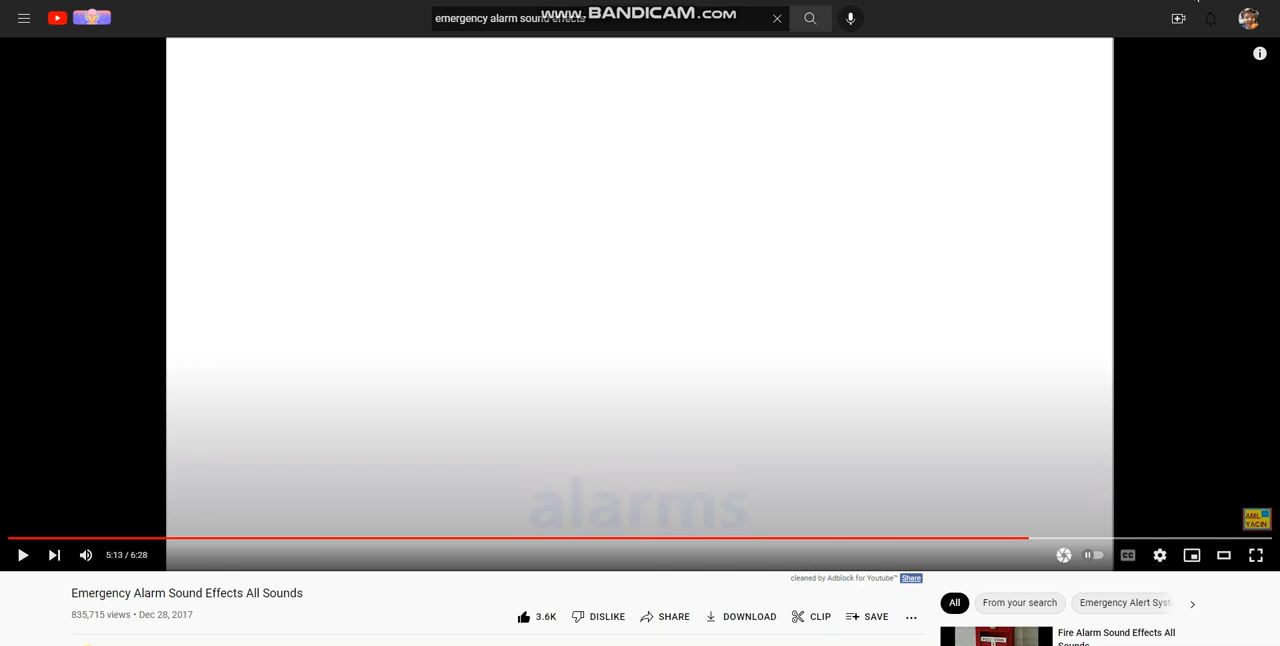 emergency alarm sound effects
www.BANDICAM.com
alarms
AML
YACIN
5:13 / 6:28
CC
cleaned by Adblock for Youtube™ Share
Emergency Alarm Sound Effects All Sounds
835,715 views • Dec 28, 2017
3.6K DISLIKE SHARE DOWNLOAD CLIP SAVE
All From your search Emergency Alert Syst
Fire Alarm Sound Effects All
Sounds